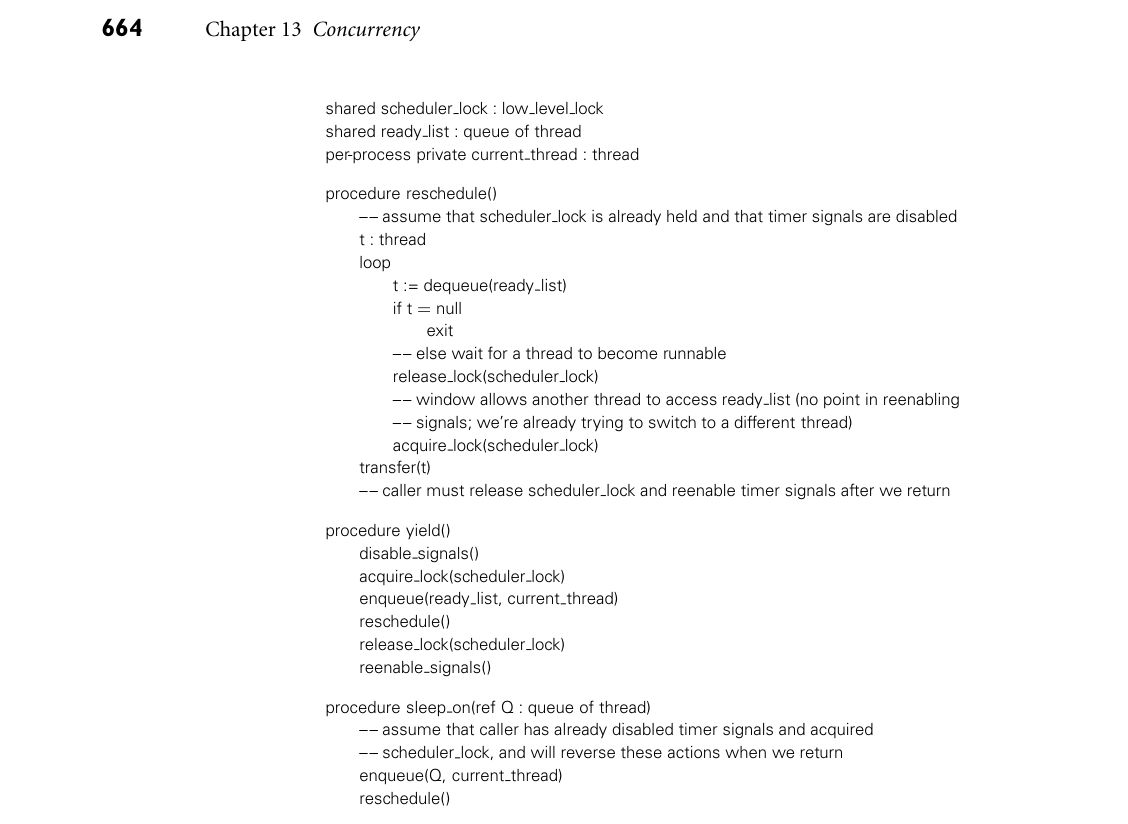 664 Chapter 13 Concurrency
shared scheduler_lock : low_level_lock
shared ready_list : queue of thread
per-process private current_thread : thread
procedure reschedule()
−− assume that scheduler_lock is already held and that timer signals are disabled
t : thread
loop
t := dequeue(ready_list)
if t = null
exit
−− else wait for a thread to become runnable
release_lock(scheduler_lock)
−− window allows another thread to access ready_list (no point in reenabling
−− signals; we're already trying to switch to a different thread)
acquire_lock(scheduler_lock)
transfer(t)
−− caller must release scheduler_lock and reenable timer signals after we return
procedure yield()
disable_signals()
acquire_lock(scheduler_lock)
enqueue(ready_list, current_thread)
reschedule()
release_lock(scheduler_lock)
reenable_signals()
procedure sleep_on(ref Q : queue of thread)
−− assume that caller has already disabled timer signals and acquired
−− scheduler_lock, and will reverse these actions when we return
enqueue(Q, current_thread)
reschedule()